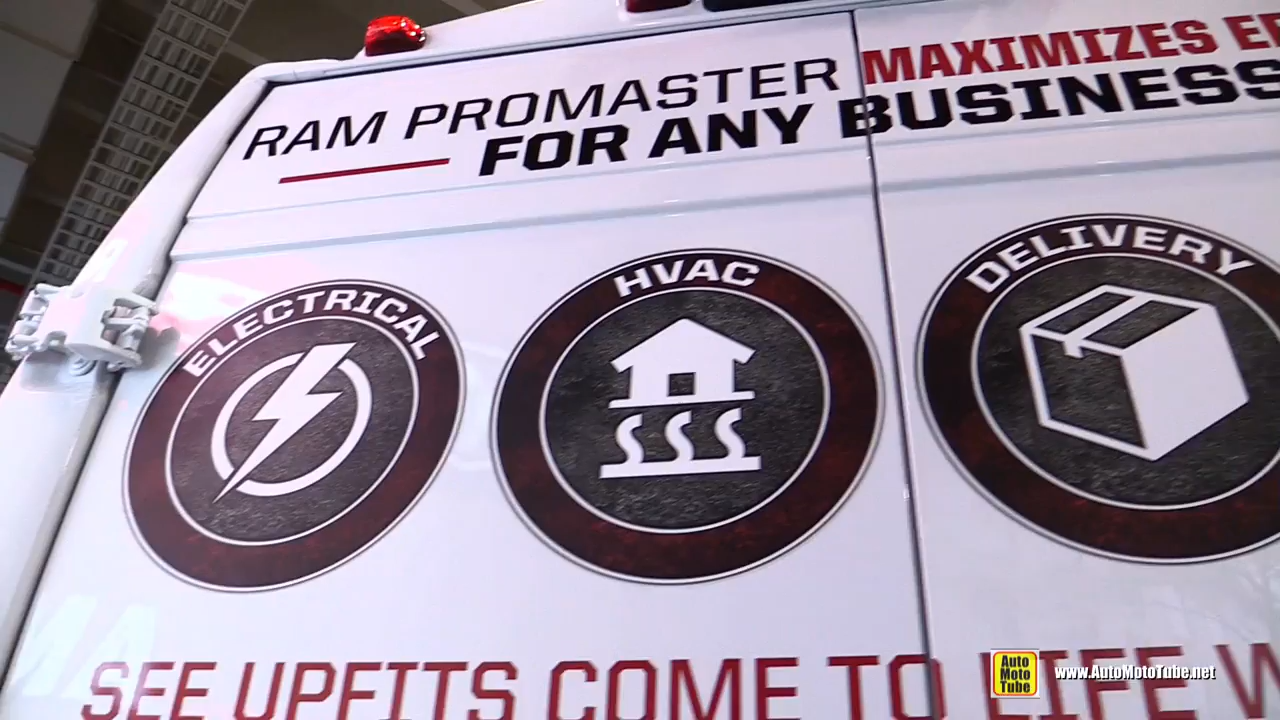 RAM PROMASTER MAXIMIZES
FOR ANY BUSINESS
ELECTRICAL
HVAC
DELIVERY
SEE UPFITS COME TO LIFE
Auto
Moto
Tube
www.AutoMotoTube.net